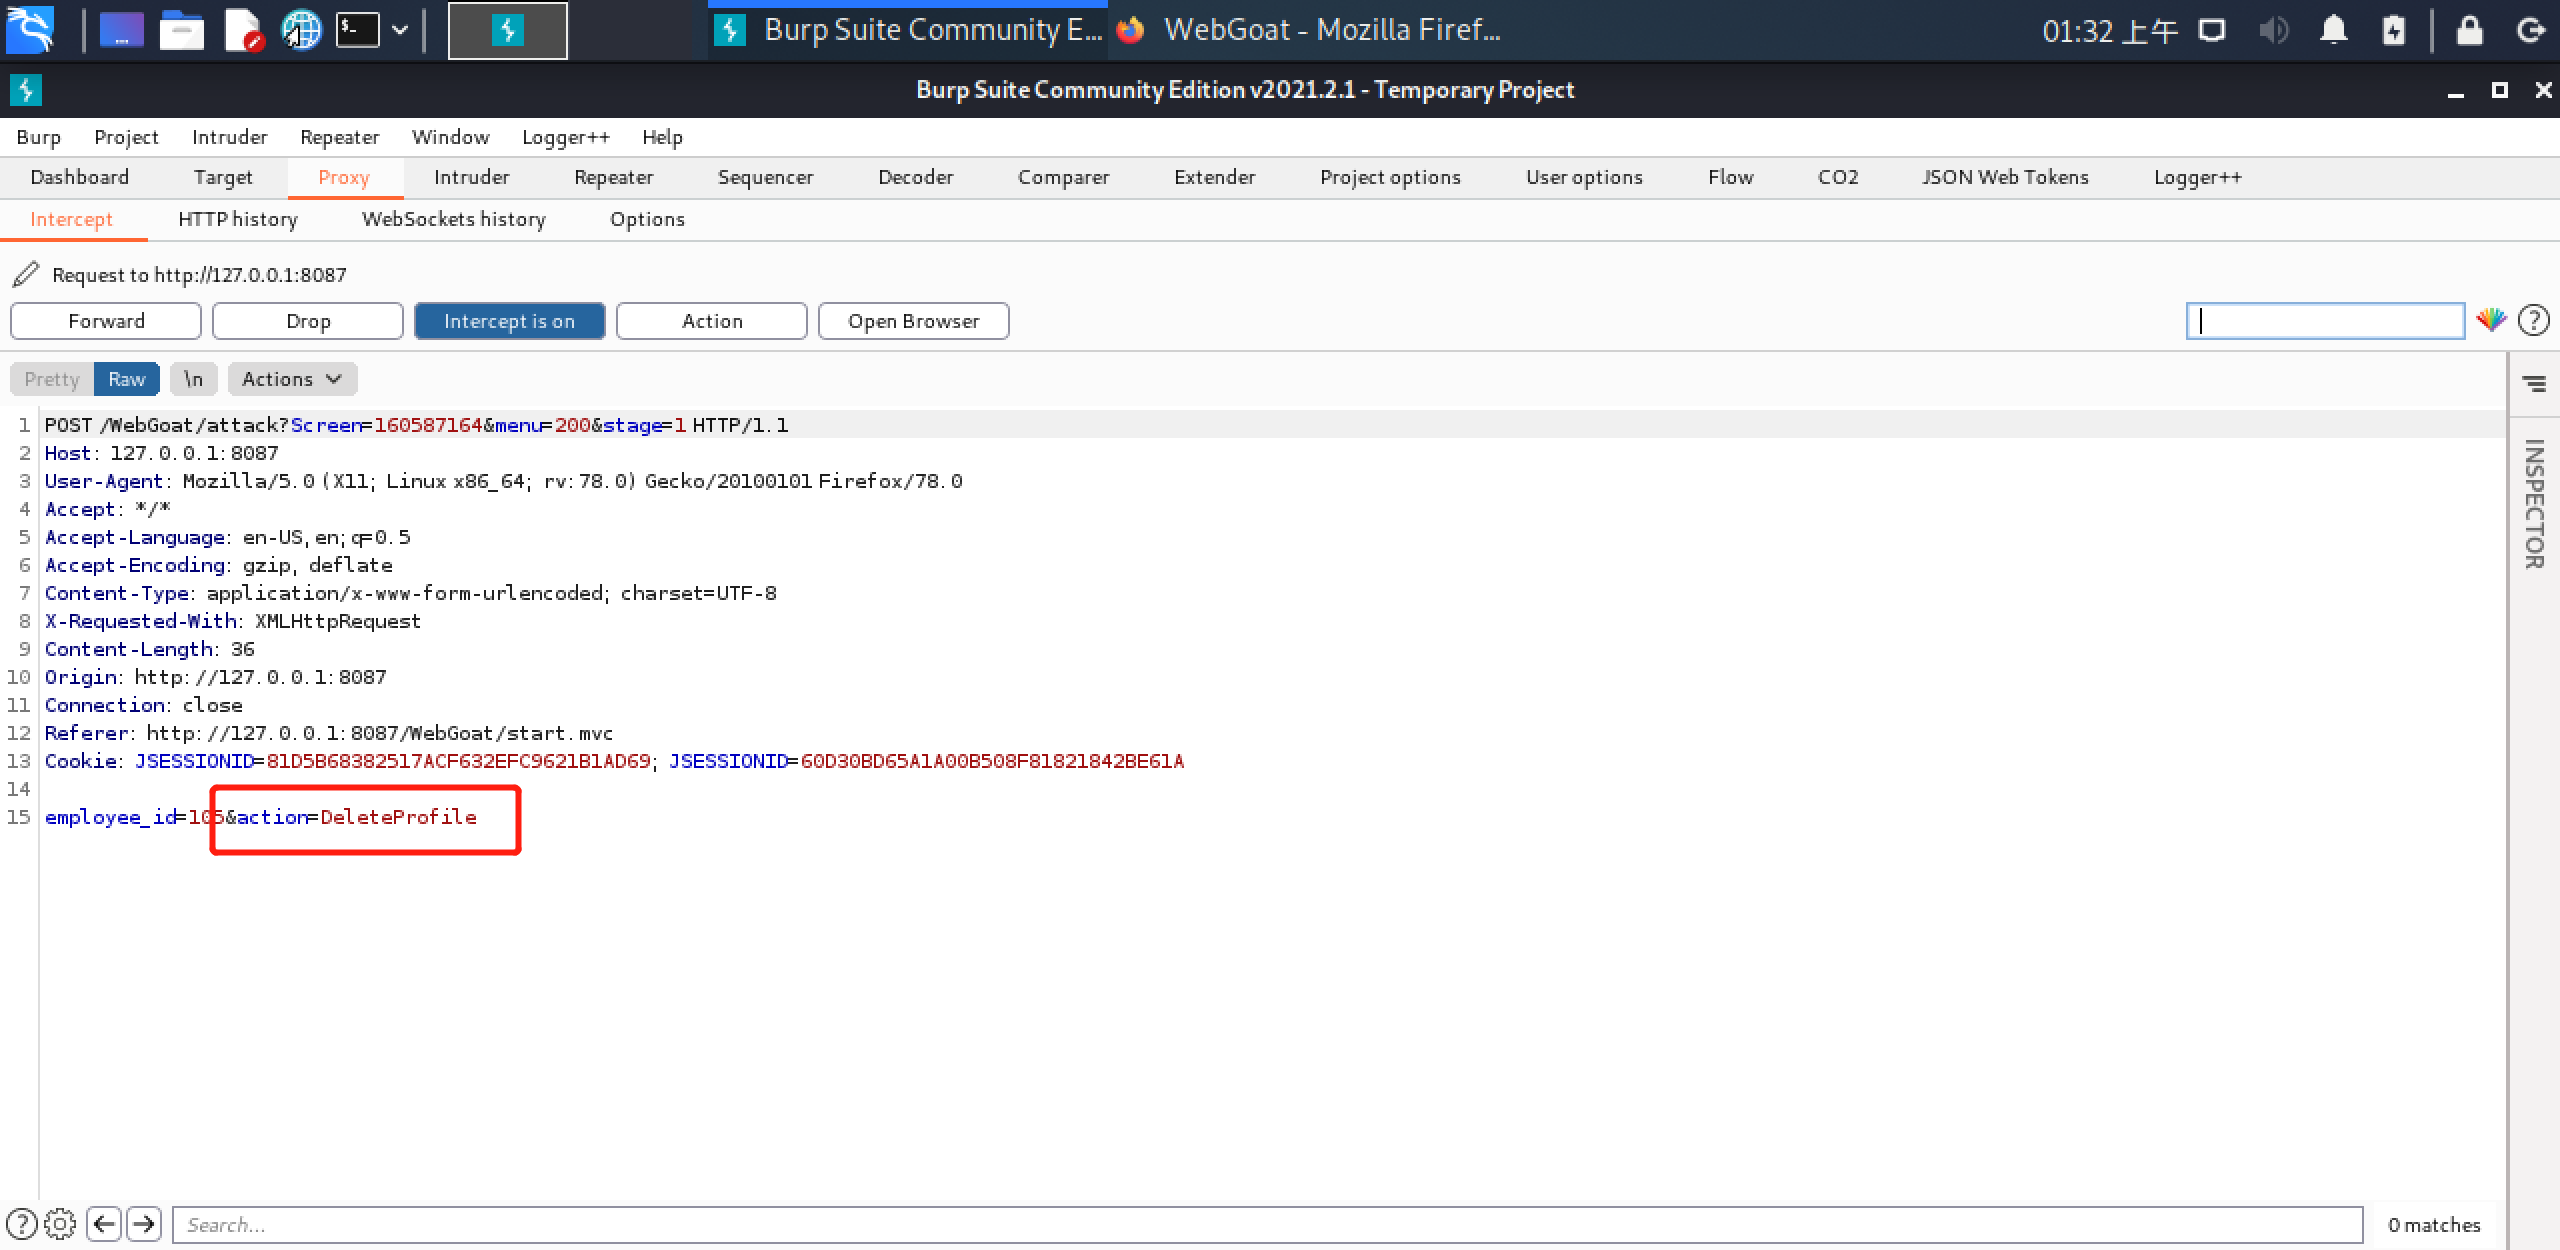 Burp Suite Community E... WebGoat - Mozilla Firef... 01:32 上午
Burp Suite Community Edition v2021.2.1 - Temporary Project
Burp Project Intruder Repeater Window Logger++ Help
Dashboard Target Proxy Intruder Repeater Sequencer Decoder Comparer Extender Project options User options Flow CO2 JSON Web Tokens Logger++
Intercept HTTP history WebSockets history Options
Request to http://127.0.0.1:8087
Forward Drop Intercept is on Action Open Browser
Pretty Raw \n Actions
1 POST /WebGoat/attack?Screen=160587164&menu=200&stage=1 HTTP/1.1
2 Host: 127.0.0.1:8087
3 User-Agent: Mozilla/5.0 (X11; Linux x86_64; rv:78.0) Gecko/20100101 Firefox/78.0
4 Accept: */*
5 Accept-Language: en-US,en;q=0.5
6 Accept-Encoding: gzip, deflate
7 Content-Type: application/x-www-form-urlencoded; charset=UTF-8
8 X-Requested-With: XMLHttpRequest
9 Content-Length: 36
10 Origin: http://127.0.0.1:8087
11 Connection: close
12 Referer: http://127.0.0.1:8087/WebGoat/start.mvc
13 Cookie: JSESSIONID=81D5B68382517ACF632EFC9621B1AD69; JSESSIONID=60D30BD65A1A00B508F81821842BE61A
14
15 employee_id=105&action=DeleteProfile
INSPECTOR
Search...
0 matches